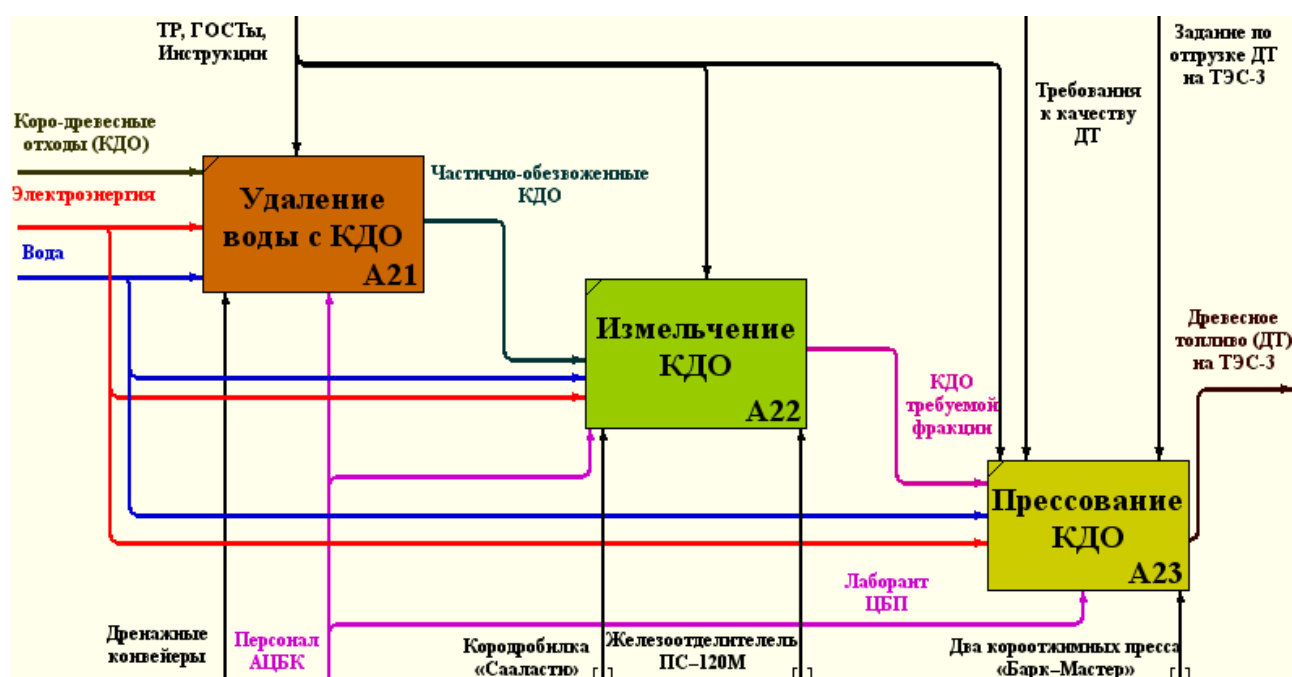 ТР, ГОСТы,
Инструкции
Задание по
отгрузке ДТ
на ТЭС-3
Требования
к качеству
ДТ
Коро-древесные
отходы (КДО)
Электроэнергия
Вода
Удаление
воды с КДО
А21
Частично-обезвоженные
КДО
Измельчение
КДО
А22
КДО
требуемой
фракции
Древесное
топливо (ДТ)
на ТЭС-3
Прессование
КДО
А23
Лаборант
ЦБП
Дренажные
конвейеры
Персонал
АЦБК
Кородробилка
«Сааласти»
Железоотделителель
ПС–120М
Два короотжимных пресса
«Барк–Мастер»